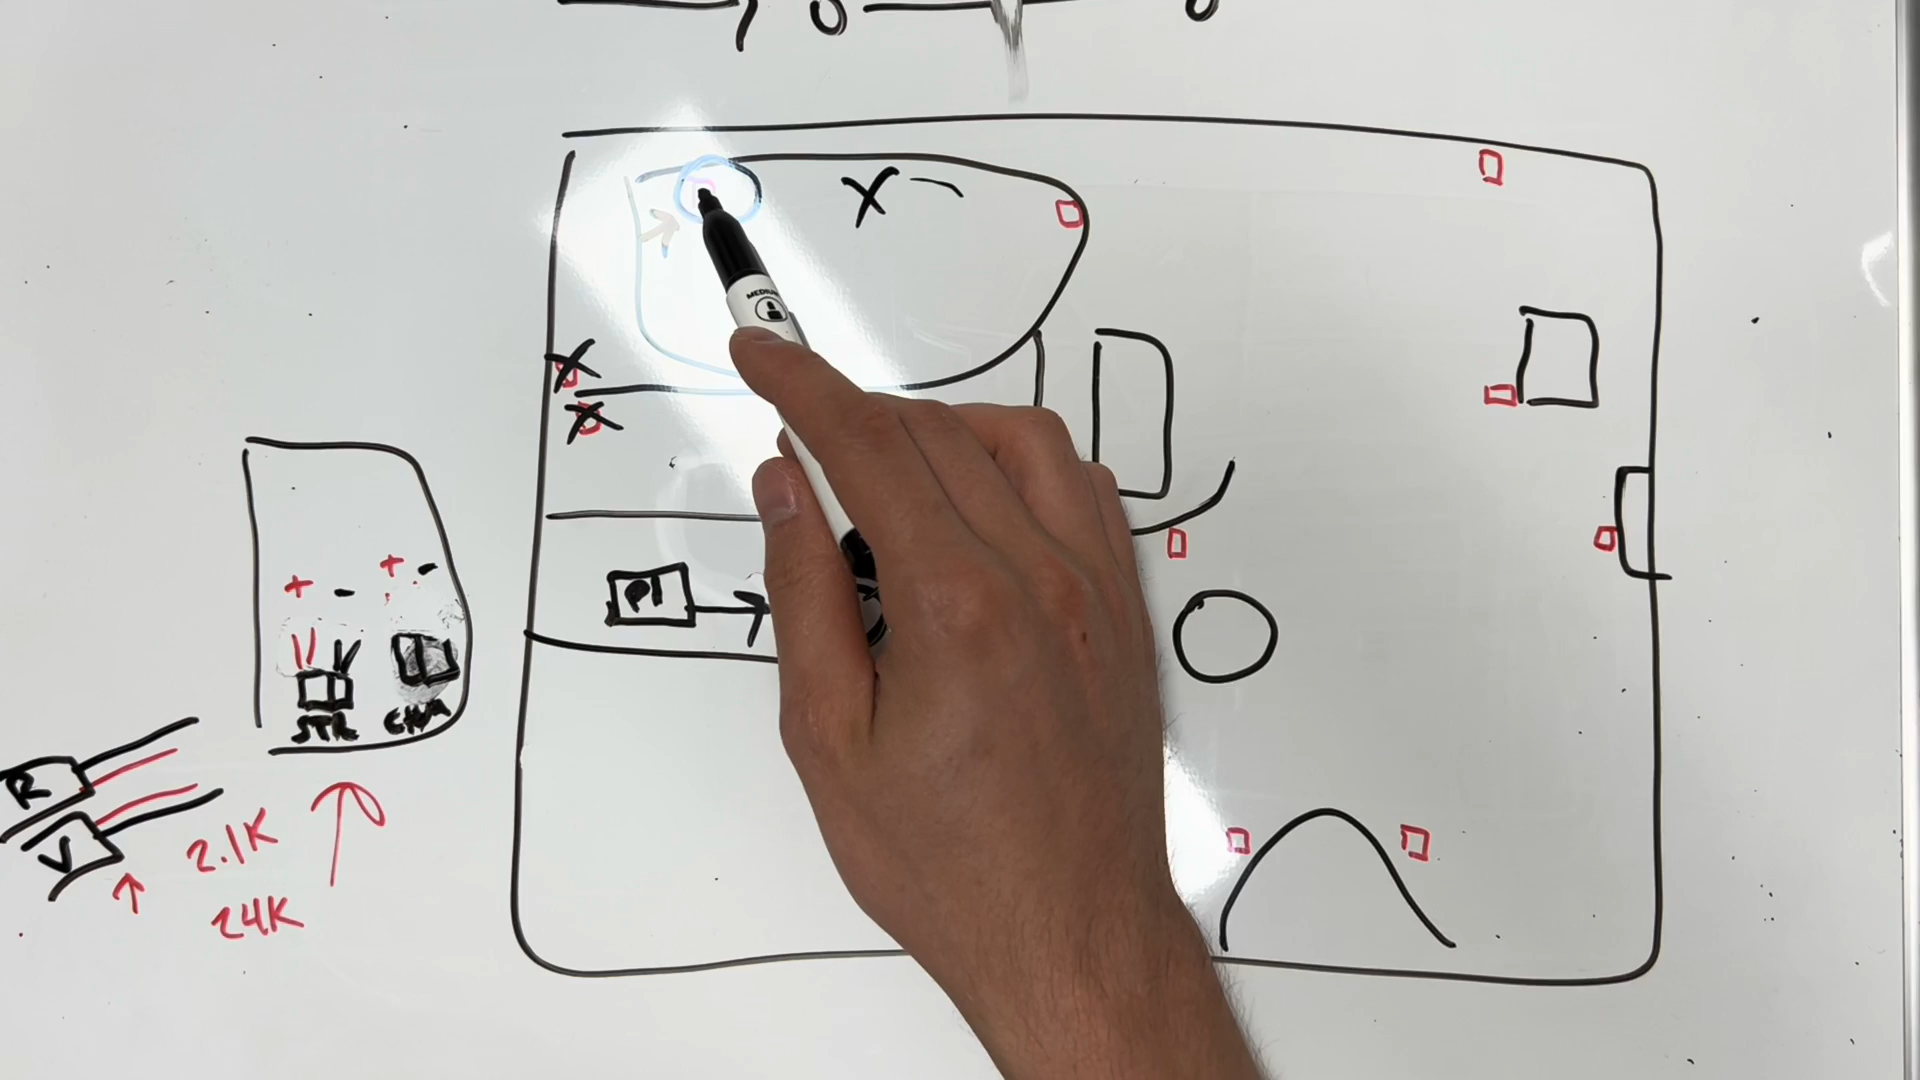 X
MEDIUM
PI
+ - + -
STR
R
V
2.1K
24K